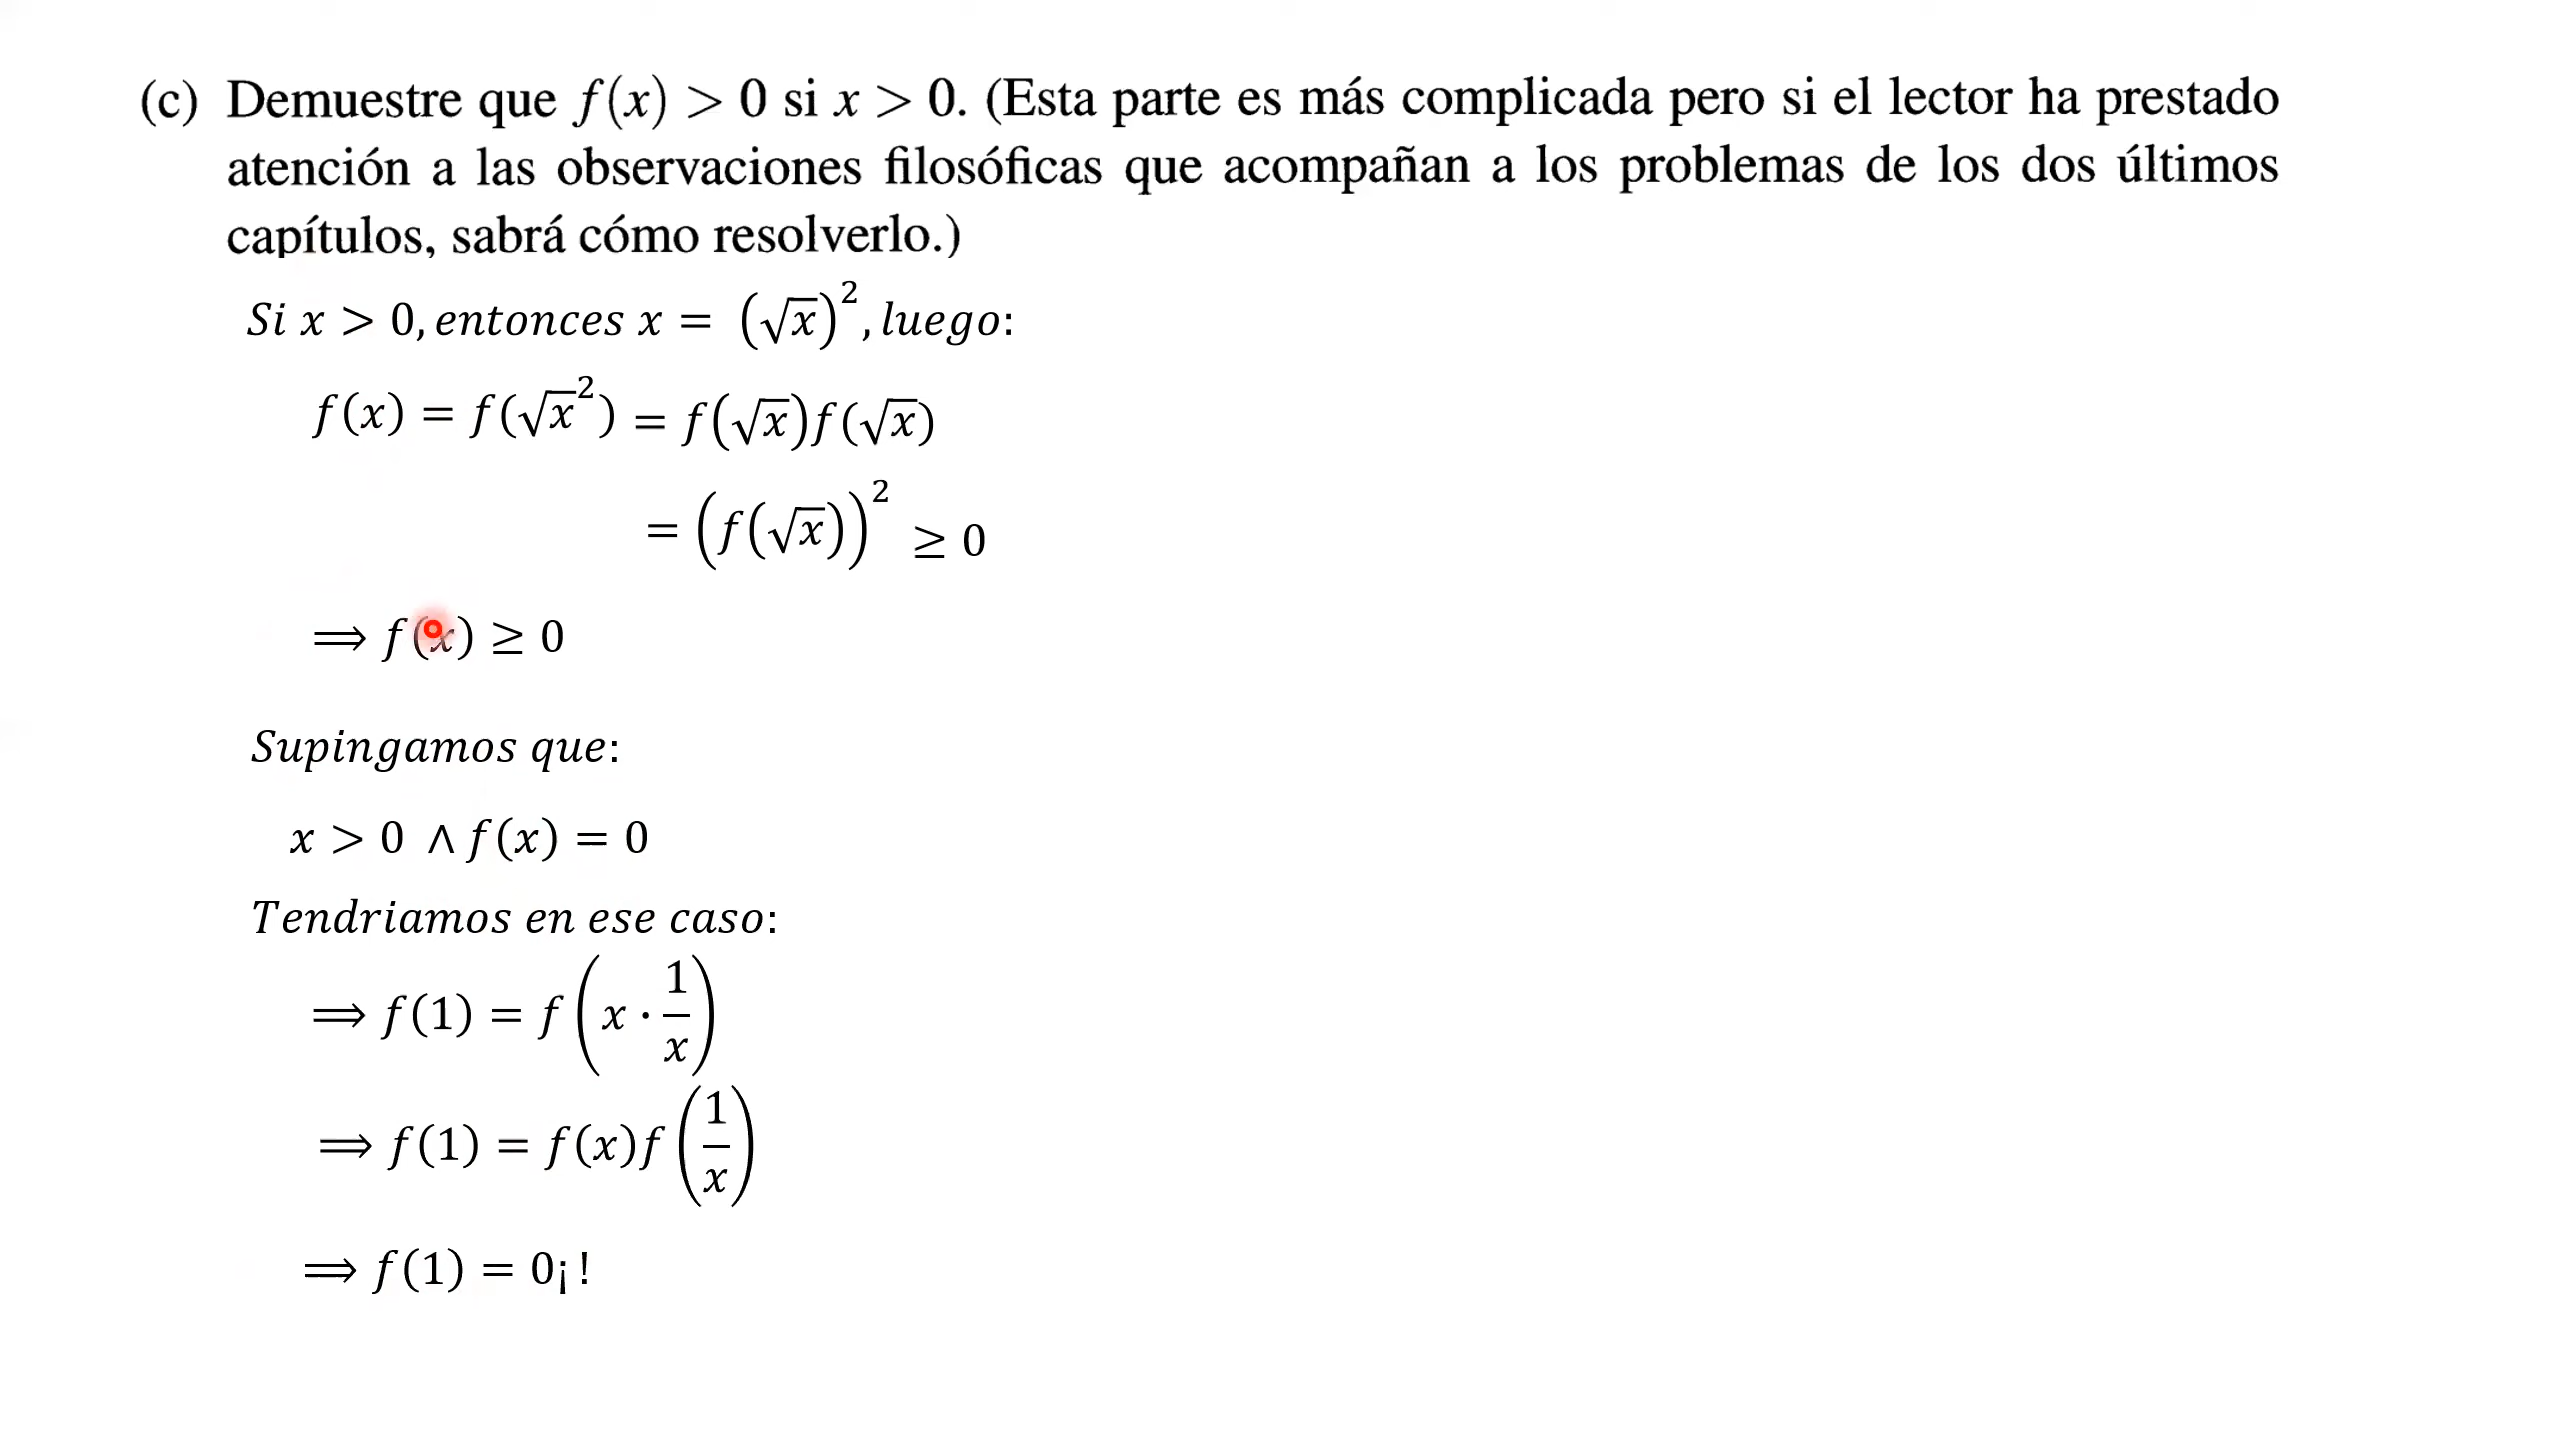 (c) Demuestre que f(x) > 0 si x > 0. (Esta parte es más complicada pero si el lector ha prestado
atención a las observaciones filosóficas que acompañan a los problemas de los dos últimos
capítulos, sabrá cómo resolverlo.)
Si x > 0, entonces x = (√x)², luego:
f(x) = f(√x²) = f(√x)f(√x)
= (f(√x))² ≥ 0
⟹ f(x) ≥ 0
Supingamos que:
x > 0 ∧ f(x) = 0
Tendriamos en ese caso:
⟹ f(1) = f(x · 1/x)
⟹ f(1) = f(x)f(1/x)
⟹ f(1) = 0¡!